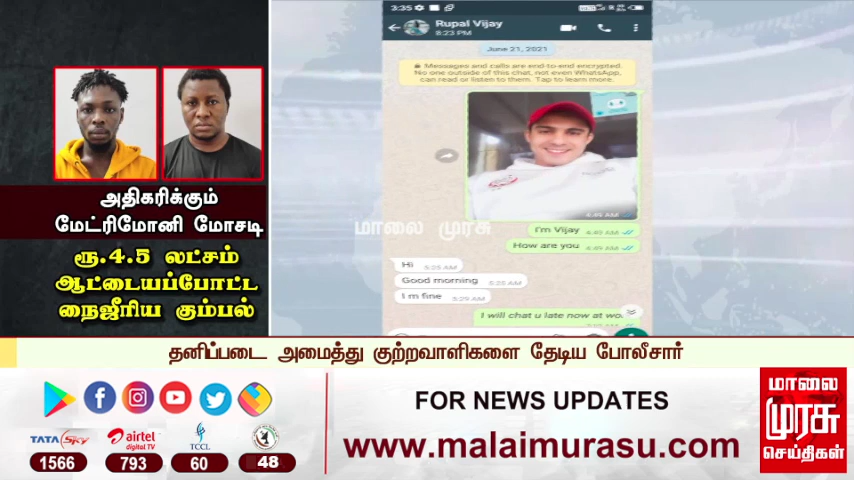 அதிகரிக்கும்
மேட்ரிமோனி மோசடி
ரூ.4.5 லட்சம்
ஆட்டையப்போட்ட
நைஜீரிய கும்பல்
3:35
Rupal Vijay
8:23 PM
June 21, 2021
Messages and calls are end-to-end encrypted.
No one outside of this chat, not even WhatsApp,
can read or listen to them. Tap to learn more.
4:49 AM
மாலை முரசு
I'm Vijay 4:49 AM
How are you 4:49 AM
Hi 5:25 AM
Good morning 5:25 AM
I m fine 5:29 AM
I will chat u late now at wo
தனிப்படை அமைத்து குற்றவாளிகளை தேடிய போலீசார்
TATA SKY
1566
airtel
digital TV
793
TCCL
60
48
FOR NEWS UPDATES
www.malaimurasu.com
மாலை
முரசு
செய்திகள்